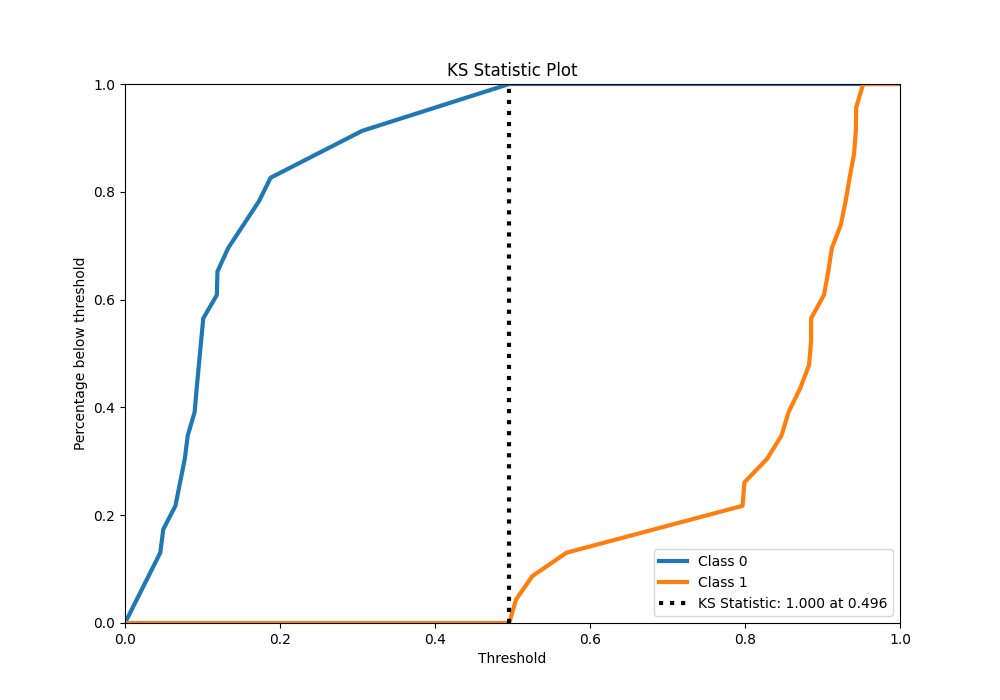 KS Statistic Plot
Percentage below threshold
1.0
0.8
0.6
0.4
0.2
0.0
0.0 0.2 0.4 0.6 0.8 1.0
Threshold
Class 0
Class 1
KS Statistic: 1.000 at 0.496